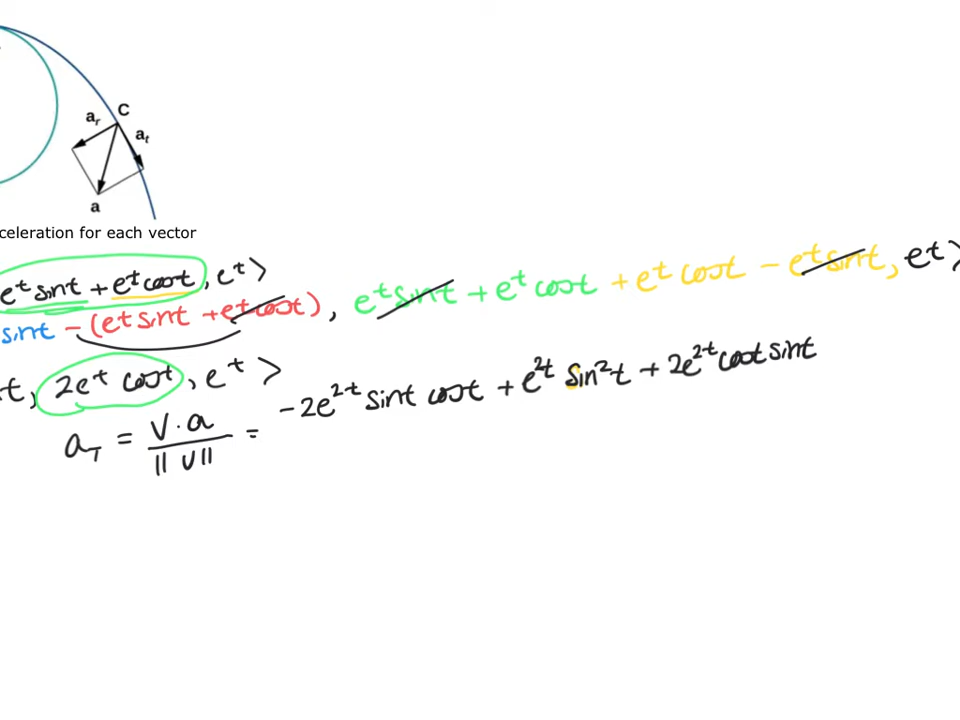 C
a_r
a_t
a
celeration for each vector
e^t sint + e^t cost, e^t >
sint - (e^t sint + e^t cost), e^t sint + e^t cost + e^t cost - e^t sint, e^t >
t, 2e^t cost, e^t >
a_T = V · a / ||V|| = -2e^2t sint cost + e^2t sin^2 t + 2e^2t cost sint